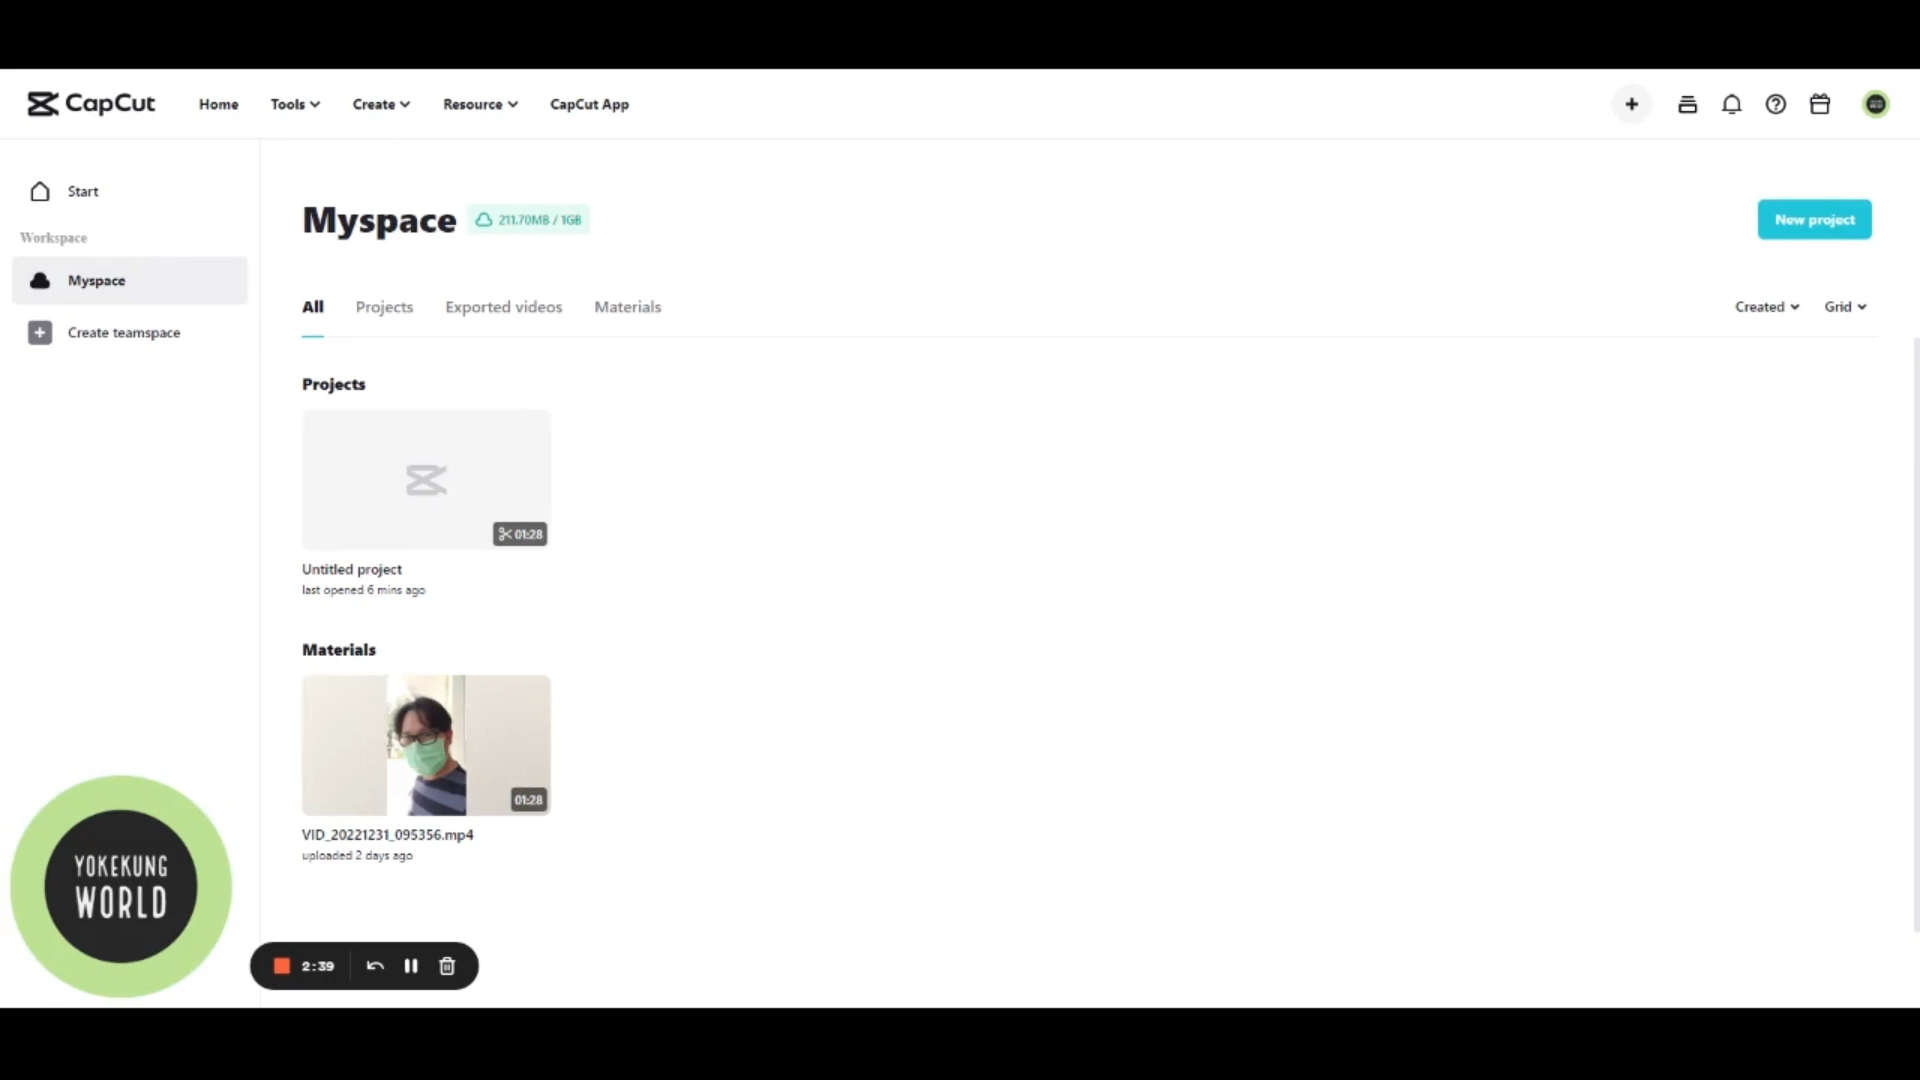 CapCut
Home
Tools
Create
Resource
CapCut App
Start
Workspace
Myspace
Create teamspace
Myspace
211.70MB / 1GB
New project
All
Projects
Exported videos
Materials
Created
Grid
Projects
01:28
Untitled project
last opened 6 mins ago
Materials
01:28
VID_20221231_095356.mp4
uploaded 2 days ago
YOKEKUNG
WORLD
2:39